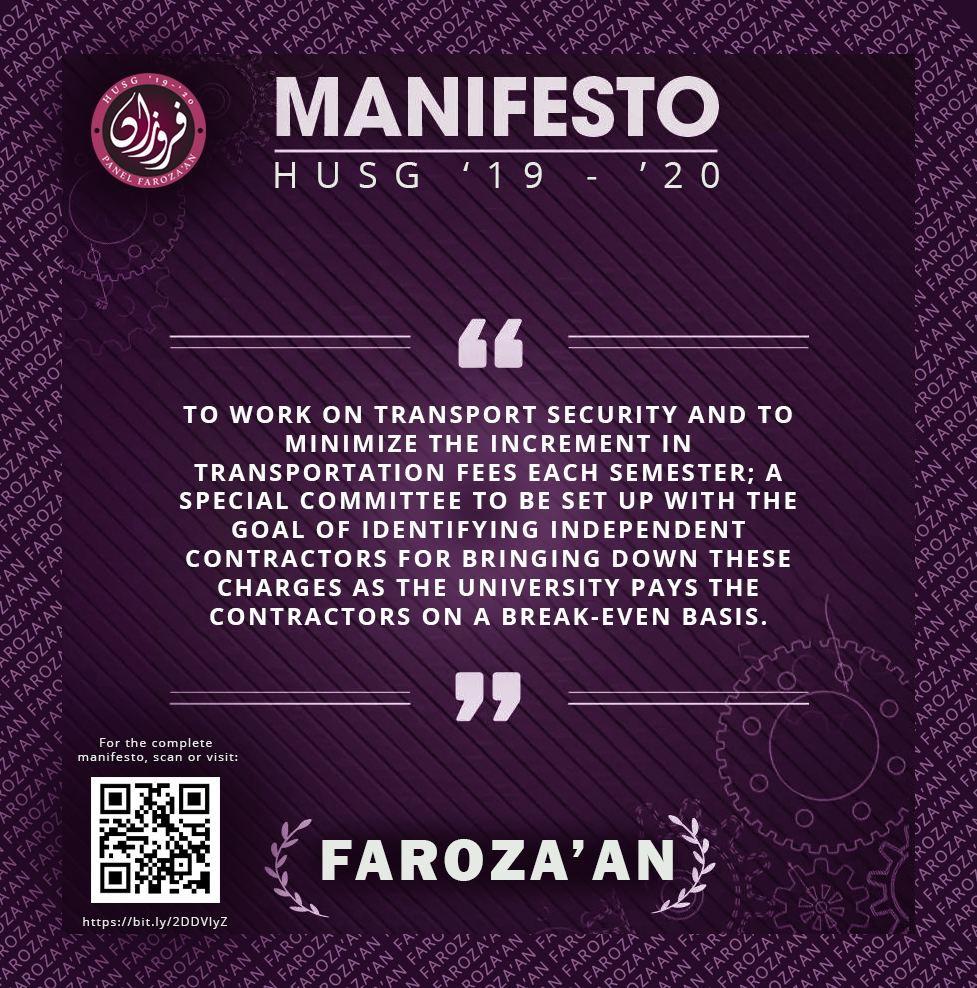 HUSG '19-'20
فروزاں
PANEL FAROZA'AN
MANIFESTO
HUSG ‘19 - ’20
“
TO WORK ON TRANSPORT SECURITY AND TO
MINIMIZE THE INCREMENT IN
TRANSPORTATION FEES EACH SEMESTER; A
SPECIAL COMMITTEE TO BE SET UP WITH THE
GOAL OF IDENTIFYING INDEPENDENT
CONTRACTORS FOR BRINGING DOWN THESE
CHARGES AS THE UNIVERSITY PAYS THE
CONTRACTORS ON A BREAK-EVEN BASIS.
”
For the complete
manifesto, scan or visit:
https://bit.ly/2DDVlyZ
FAROZA’AN